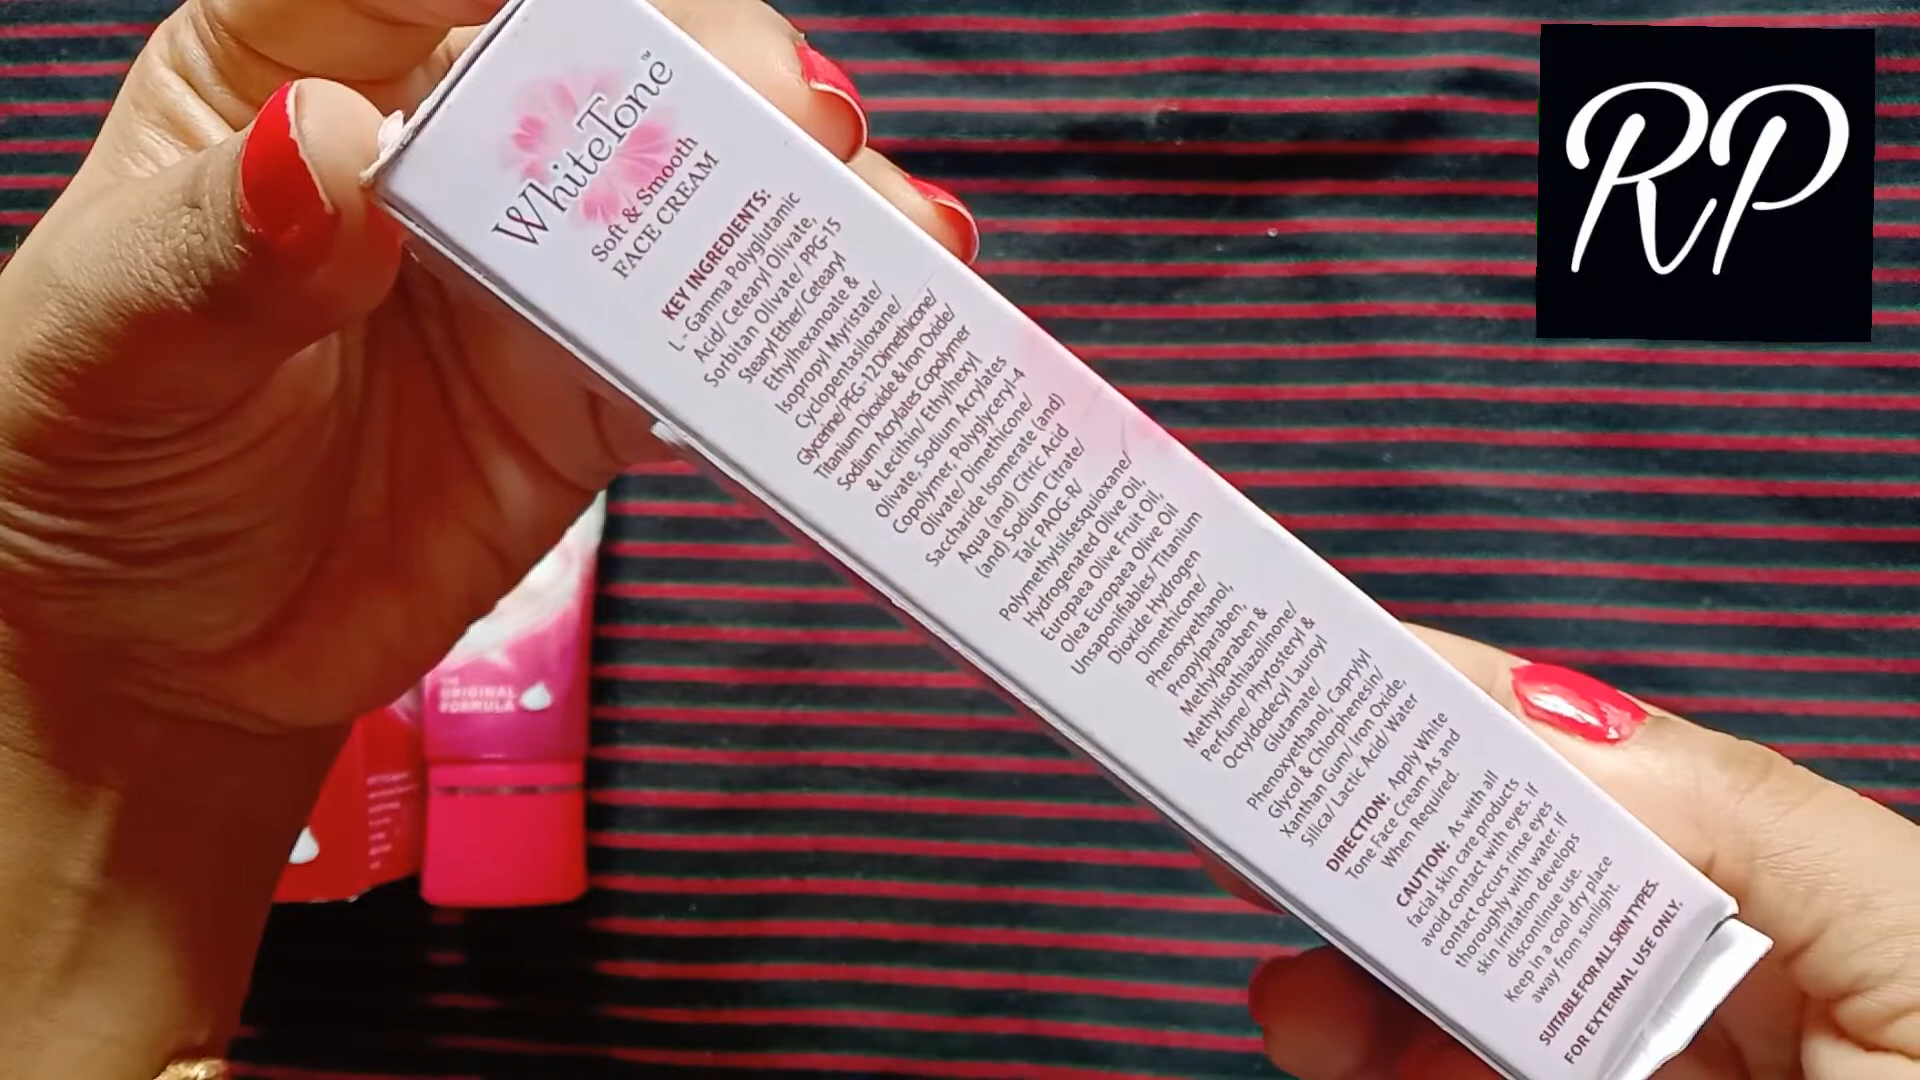 WhiteTone™
Soft & Smooth
FACE CREAM
KEY INGREDIENTS:
L - Gamma Polyglutamic
Acid/ Cetearyl Olivate,
Sorbitan Olivate/ PPG-15
Stearyl Ether/ Cetearyl
Ethylhexanoate &
Isopropyl Myristate/
Cyclopentasiloxane/
Glycerine/ PEG-12 Dimethicone/
Titanium Dioxide & Iron Oxide/
Sodium Acrylates Copolymer
& Lecithin/ Ethylhexyl
Olivate, Sodium Acrylates
Copolymer, Polyglyceryl-4
Olivate/ Dimethicone/
Saccharide Isomerate (and)
Aqua (and) Citric Acid
(and) Sodium Citrate/
Talc PAOG-R/
Polymethylsilsesquioxane/
Hydrogenated Olive Oil,
Europaea Olive Fruit Oil,
Olea Europaea Olive Oil
Unsaponifiables/ Titanium
Dioxide Hydrogen
Dimethicone/
Phenoxyethanol,
Propylparaben,
Methylparaben &
Methylisothiazolinone/
Perfume/ Phytosteryl &
Octyldodecyl Lauroyl
Glutamate/
Phenoxyethanol, Caprylyl
Glycol & Chlorphenesin/
Xanthan Gum/ Iron Oxide,
Silica/ Lactic Acid/ Water
DIRECTION: Apply White
Tone Face Cream As and
When Required.
CAUTION: As with all
facial skin care products
avoid contact with eyes. If
contact occurs rinse eyes
thoroughly with water. If
skin irritation develops
discontinue use.
Keep in a cool dry place
away from sunlight.
SUITABLE FOR ALL SKIN TYPES.
FOR EXTERNAL USE ONLY.
RP
THE
ORIGINAL
FORMULA